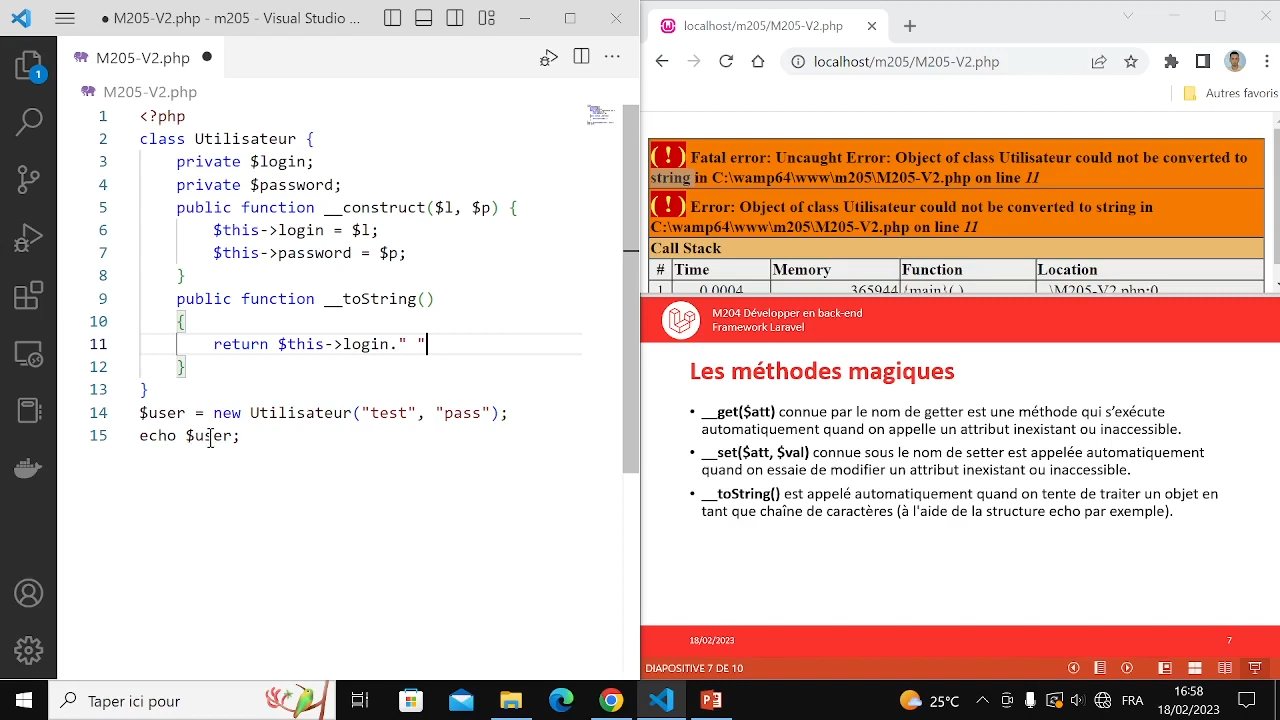 M205-V2.php - m205 - Visual Studio ...
M205-V2.php
M205-V2.php
1 <?php
2 class Utilisateur {
3 private $login;
4 private $password;
5 public function __construct($l, $p) {
6 $this->login = $l;
7 $this->password = $p;
8 }
9 public function __toString()
10 {
11 return $this->login." "
12 }
13 }
14 $user = new Utilisateur("test", "pass");
15 echo $user;
1
localhost/m205/M205-V2.php
localhost/m205/M205-V2.php
Autres favoris
( ! ) Fatal error: Uncaught Error: Object of class Utilisateur could not be converted to
string in C:\wamp64\www\m205\M205-V2.php on line 11
( ! ) Error: Object of class Utilisateur could not be converted to string in
C:\wamp64\www\m205\M205-V2.php on line 11
Call Stack
# Time Memory Function Location
1 0.0004 365944 {main}( ) ...\M205-V2.php:0
M204 Développer en back-end
Framework Laravel
Les méthodes magiques
• __get($att) connue par le nom de getter est une méthode qui s'exécute
automatiquement quand on appelle un attribut inexistant ou inaccessible.
• __set($att, $val) connue sous le nom de setter est appelée automatiquement
quand on essaie de modifier un attribut inexistant ou inaccessible.
• __toString() est appelé automatiquement quand on tente de traiter un objet en
tant que chaîne de caractères (à l'aide de la structure echo par exemple).
18/02/2023 7
DIAPOSITIVE 7 DE 10
Taper ici pour
25°C
FRA
16:58
18/02/2023